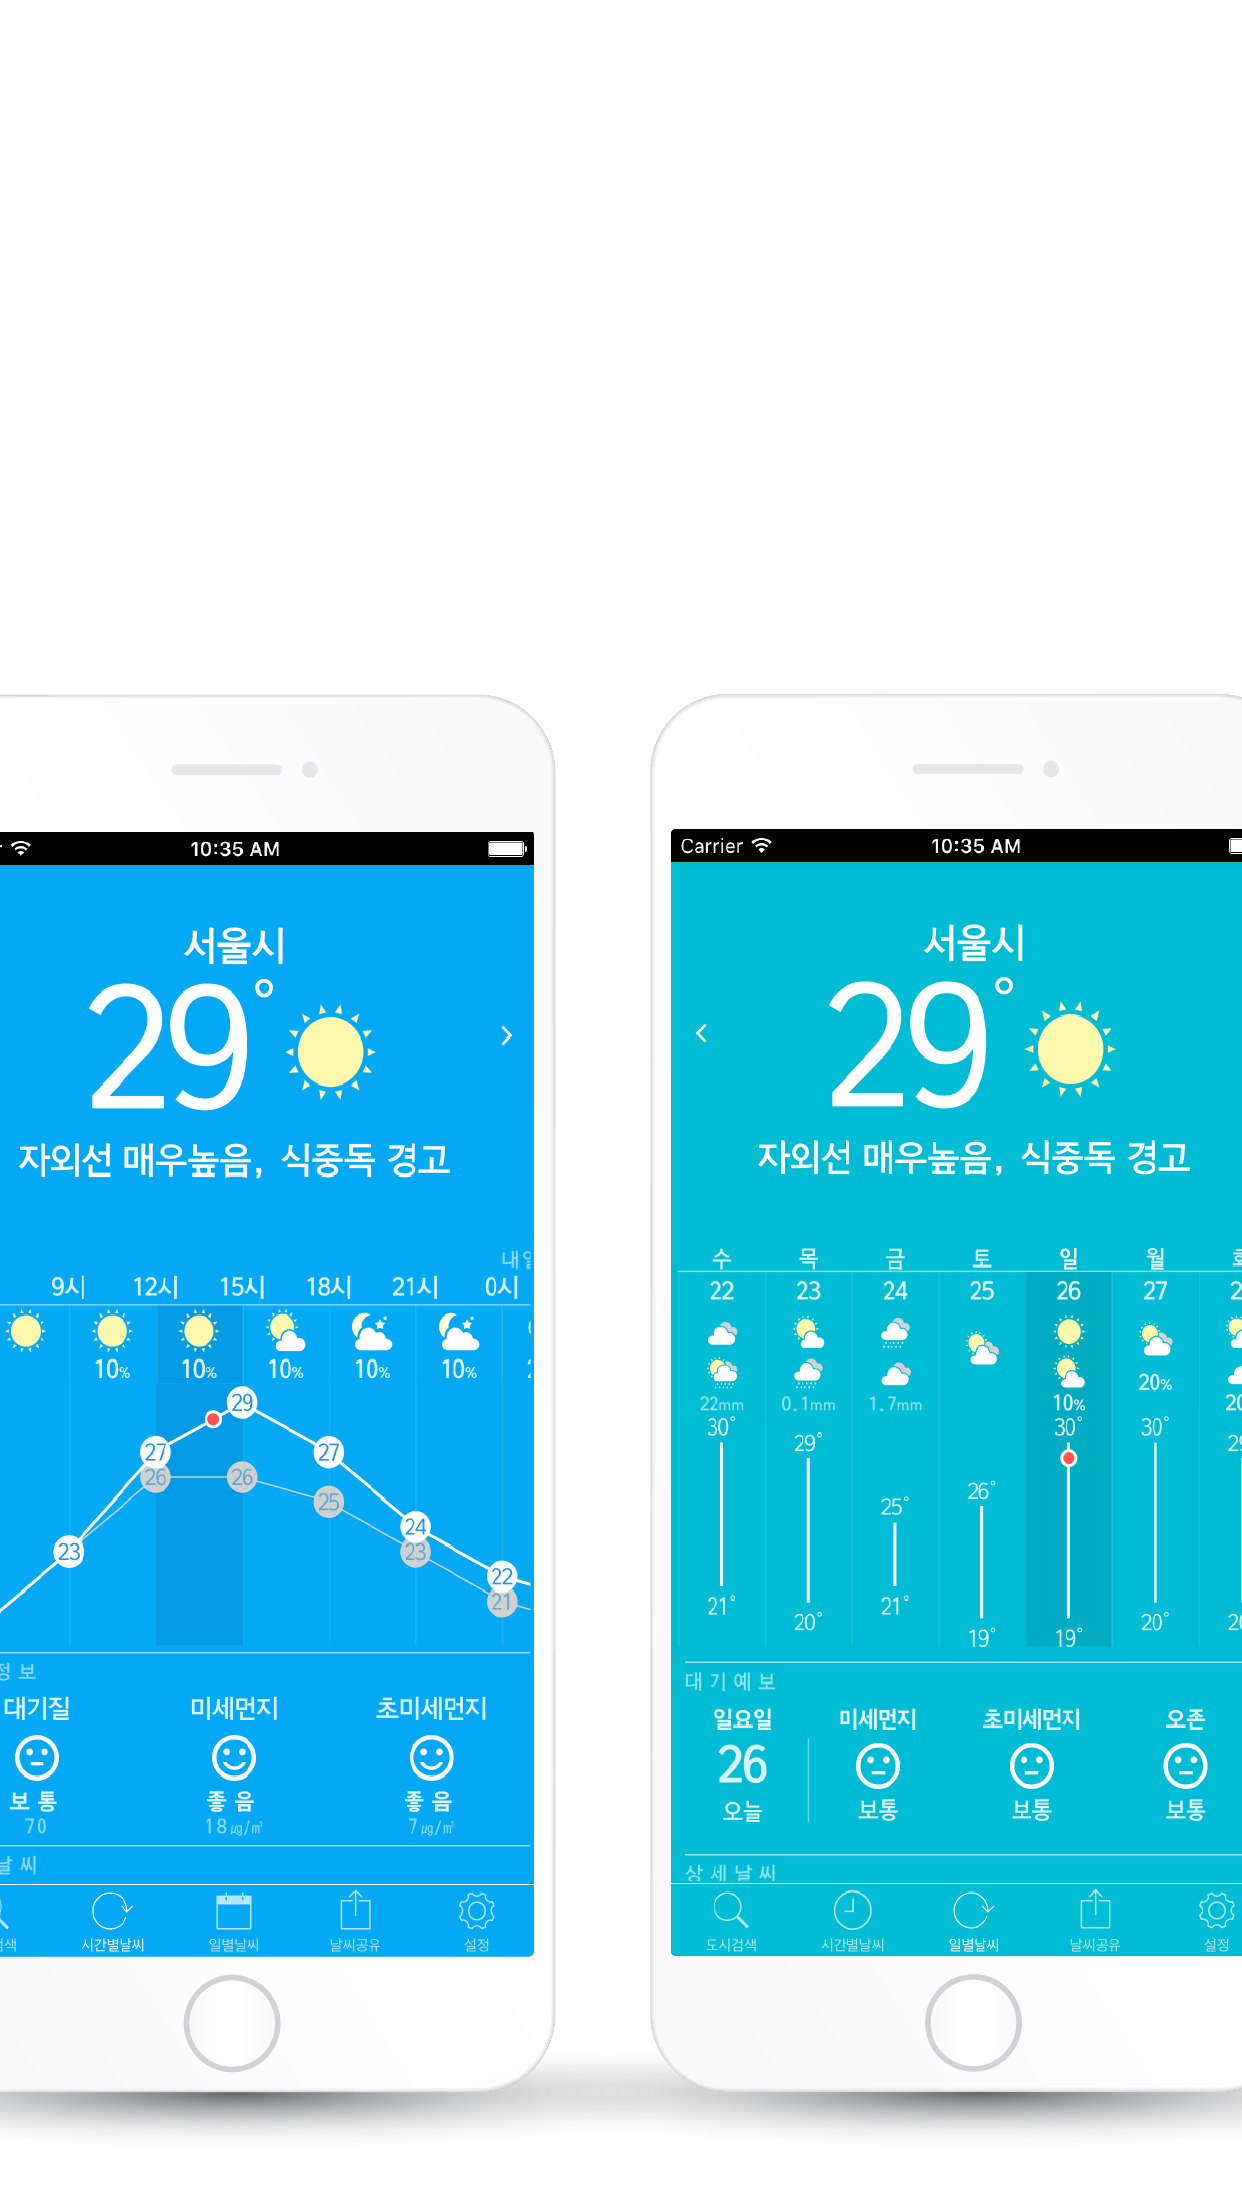 10:35 AM
서울시
29°
자외선 매우높음, 식중독 경고
내일
9시 12시 15시 18시 21시 0시
10% 10% 10% 10% 10%
29
27 27
26 26
25
24
23 23
22
21
정보
대기질 미세먼지 초미세먼지
보통 좋음 좋음
70 18㎍/㎥ 7㎍/㎥
날씨
검색 시간별날씨 일별날씨 날씨공유 설정
Carrier 10:35 AM
서울시
29°
자외선 매우높음, 식중독 경고
수 목 금 토 일 월 화
22 23 24 25 26 27
20%
22mm 0.1mm 1.7mm 10%
30° 30° 30°
29°
26°
25°
21° 21°
20° 20°
19° 19°
대기예보
일요일 미세먼지 초미세먼지 오존
26
오늘 보통 보통 보통
상세날씨
도시검색 시간별날씨 일별날씨 날씨공유 설정